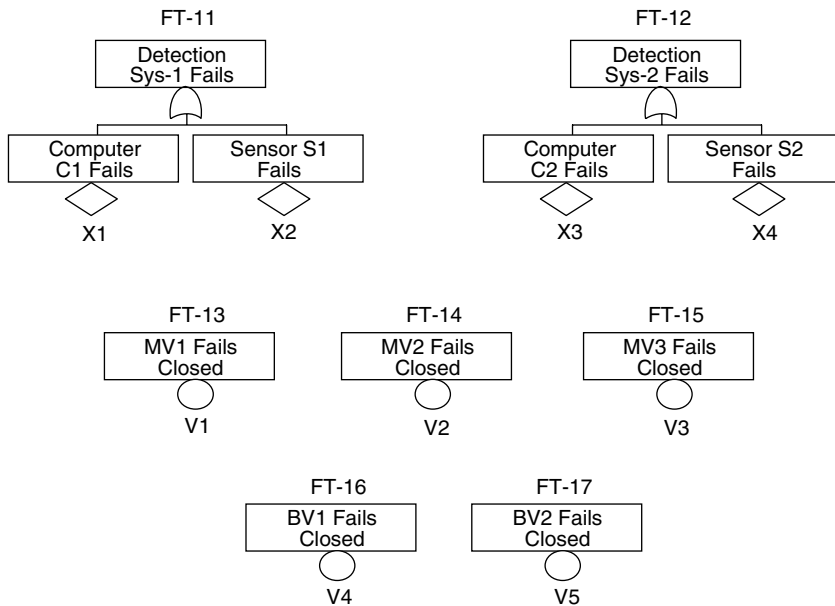 FT-11
FT-12
Detection
Sys-1 Fails
Detection
Sys-2 Fails
Computer
C1 Fails
Sensor S1
Fails
Computer
C2 Fails
Sensor S2
Fails
X1
X2
X3
X4
FT-13
FT-14
FT-15
MV1 Fails
Closed
MV2 Fails
Closed
MV3 Fails
Closed
V1
V2
V3
FT-16
FT-17
BV1 Fails
Closed
BV2 Fails
Closed
V4
V5